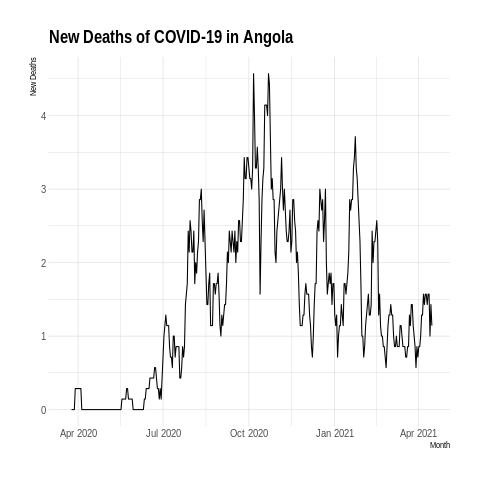 New Deaths of COVID-19 in Angola
New Deaths
4
3
2
1
0
Apr 2020 Jul 2020 Oct 2020 Jan 2021 Apr 2021
Month